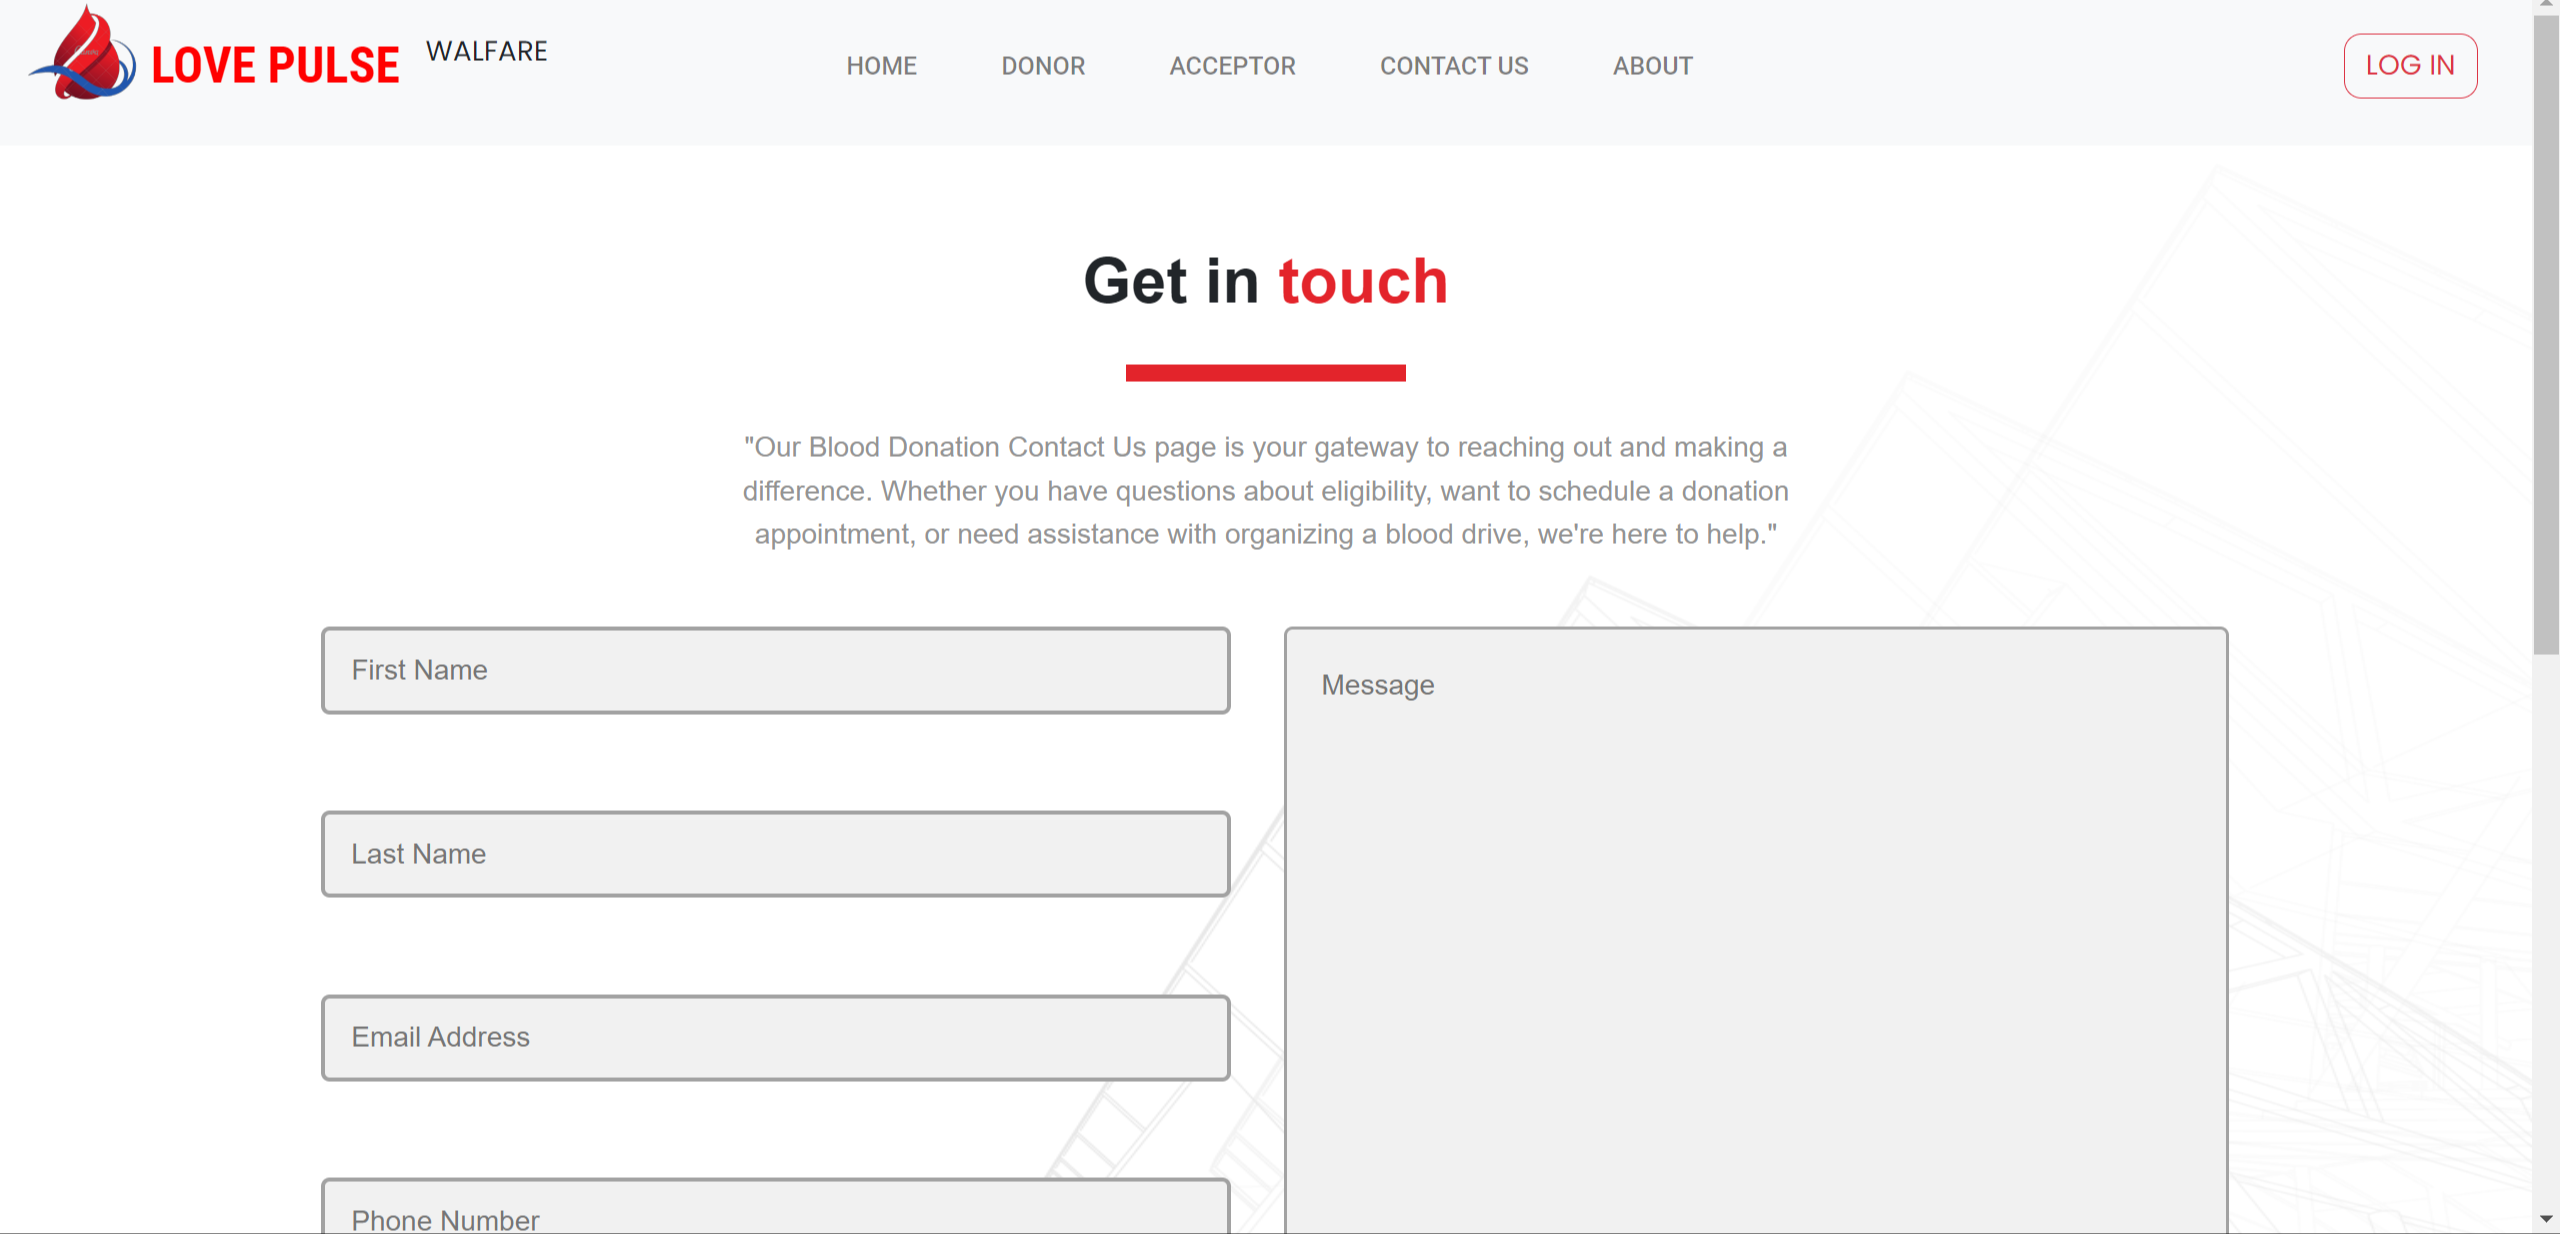 LOVE PULSE WALFARE
HOME DONOR ACCEPTOR CONTACT US ABOUT
LOG IN
Get in touch
"Our Blood Donation Contact Us page is your gateway to reaching out and making a
difference. Whether you have questions about eligibility, want to schedule a donation
appointment, or need assistance with organizing a blood drive, we're here to help."
First Name
Message
Last Name
Email Address
Phone Number